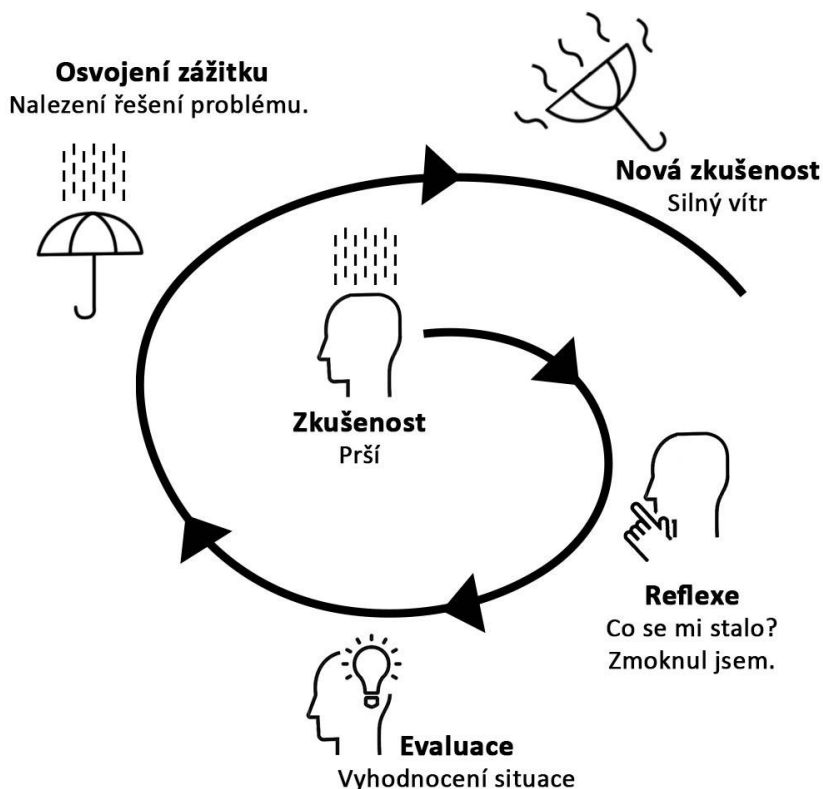 Osvojení zážitku
Nalezení řešení problému.
Nová zkušenost
Silný vítr
Zkušenost
Prší
Reflexe
Co se mi stalo?
Zmoknul jsem.
Evaluace
Vyhodnocení situace